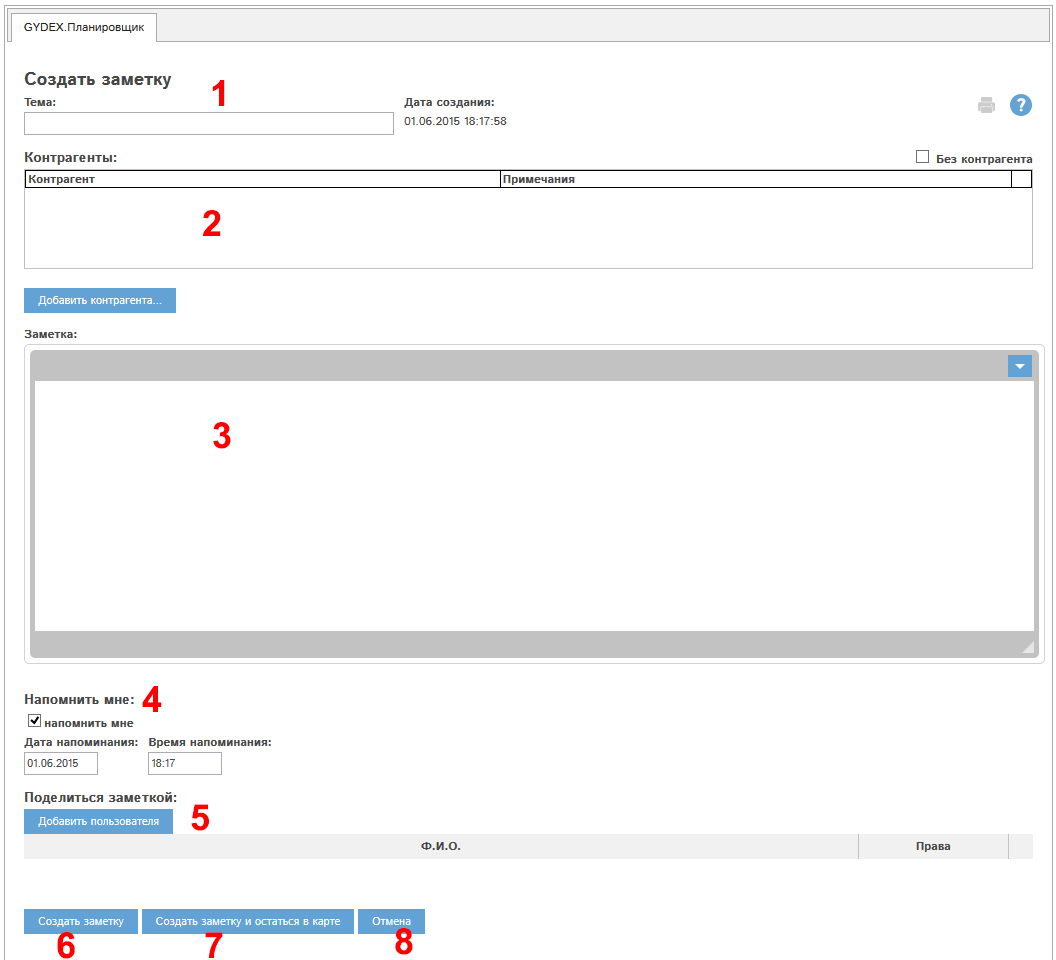 GYDEX.Планировщик
Создать заметку
1
Тема:
Дата создания:
01.06.2015 18:17:58
?
Контрагенты:
Без контрагента
Контрагент Примечания
2
Добавить контрагента...
Заметка:
3
Напомнить мне: 4
напомнить мне
Дата напоминания: Время напоминания:
01.06.2015 18:17
Поделиться заметкой:
Добавить пользователя 5
Ф.И.О. Права
Создать заметку Создать заметку и остаться в карте Отмена
6 7 8